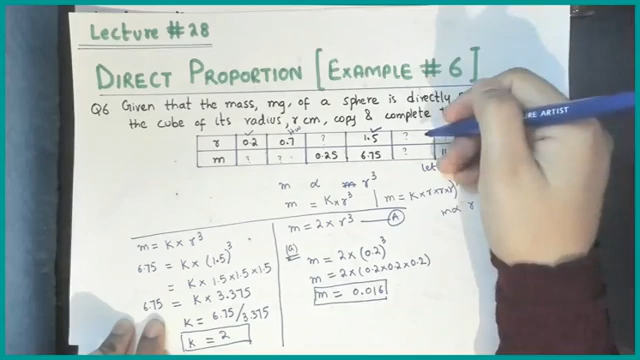 Lecture #28
DIRECT PROPORTION [EXAMPLE #6]
Q6 Given that the mass, mg, of a sphere is directly
the cube of its radius, r cm, copy & complete
r 0.2 0.7 ? 1.5 ?
m ? ? 0.25 6.75 ?
let
m ∝ r³
m = K×r³ | m = K×r×r×r
m = 2×r³ — A
m∝ r
m = K× r³
6.75 = K × (1.5)³
= K × 1.5×1.5×1.5
6.75 = K × 3.375
K = 6.75/3.375
K = 2
(a)
m = 2× (0.2)³
m = 2× (0.2×0.2×0.2)
m = 0.016
URE ARTIST